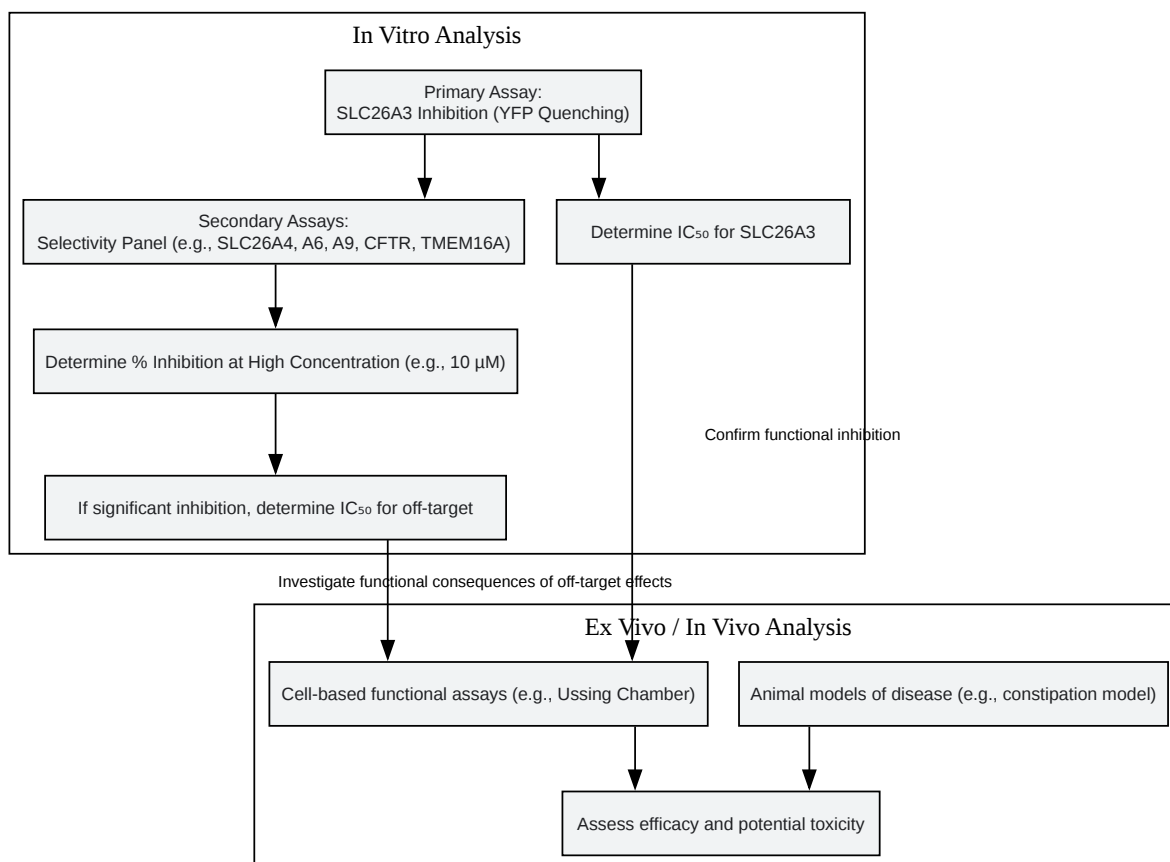 In Vitro Analysis
Primary Assay:
SLC26A3 Inhibition (YFP Quenching)
Secondary Assays:
Selectivity Panel (e.g., SLC26A4, A6, A9, CFTR, TMEM16A)
Determine IC₅₀ for SLC26A3
Determine % Inhibition at High Concentration (e.g., 10 µM)
Confirm functional inhibition
If significant inhibition, determine IC₅₀ for off-target
Investigate functional consequences of off-target effects
Ex Vivo / In Vivo Analysis
Cell-based functional assays (e.g., Ussing Chamber)
Animal models of disease (e.g., constipation model)
Assess efficacy and potential toxicity